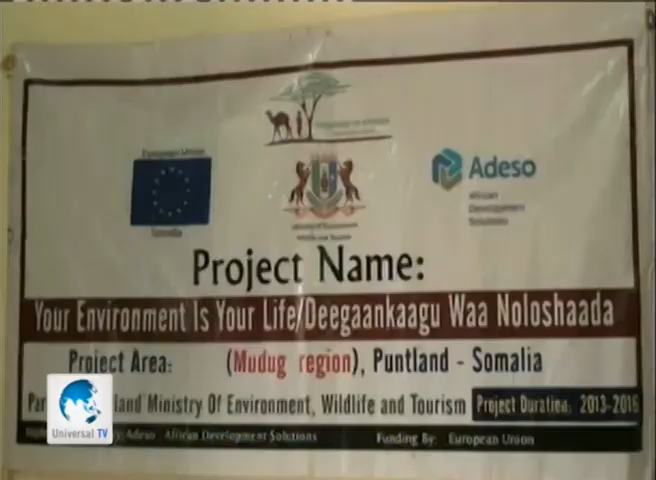 European Union
Somalia
Adeso
African
Development
Solutions
Project Name:
Your Environment Is Your Life/Deegaankaagu Waa Noloshaada
Project Area: (Mudug region), Puntland - Somalia
land Ministry Of Environment, Wildlife and Tourism
Project Duration: 2013-2016
Adeso African Development Solutions
Funding By: European Union
Universal TV